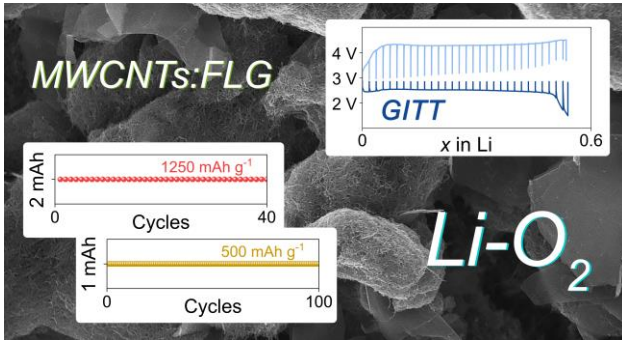 MWCNTs:FLG
4 V
3 V
2 V
GITT
0
0.6
x in Li
1250 mAh g⁻¹
2 mAh
0
40
Cycles
500 mAh g⁻¹
1 mAh
0
100
Cycles
Li-O₂